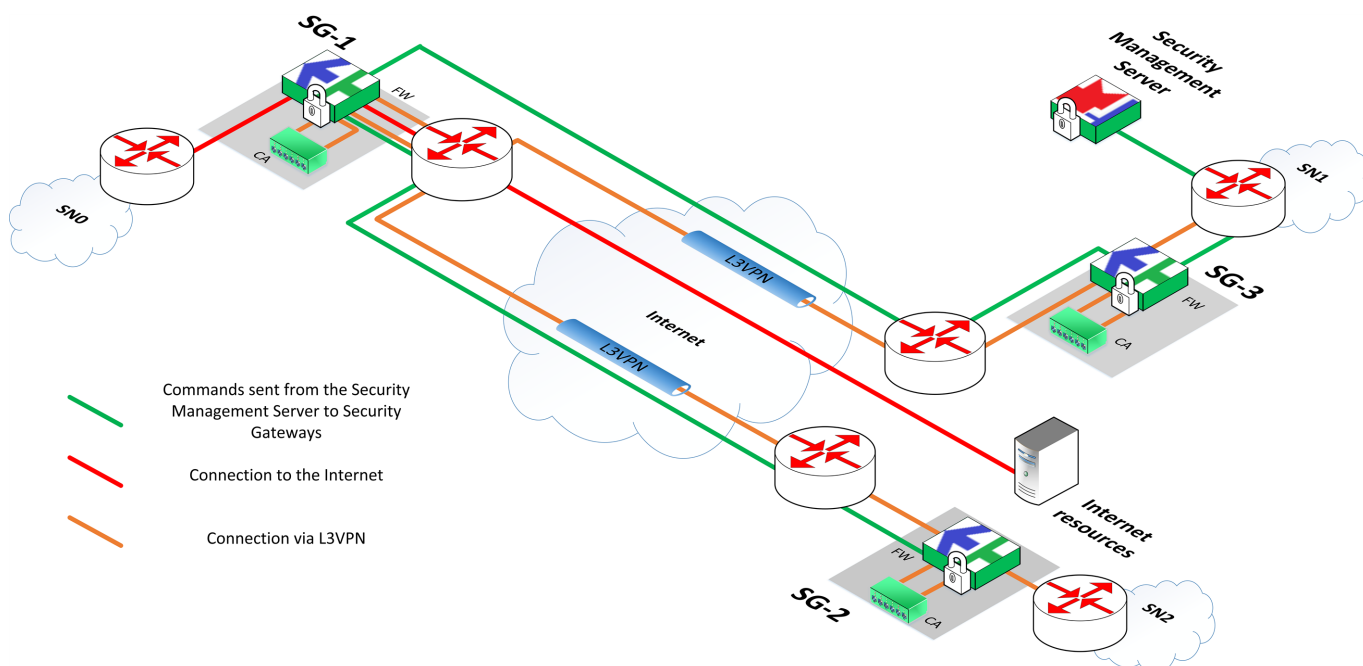 SG-1
FW
CA
SN0
Security
Management
Server
SN1
SG-3
FW
CA
L3VPN
Internet
L3VPN
Commands sent from the Security
Management Server to Security
Gateways
Connection to the Internet
Connection via L3VPN
Internet
resources
FW
CA
SG-2
SN2